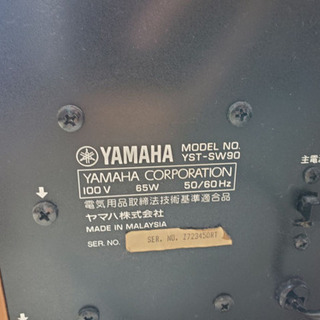 YAMAHA
MODEL NO.
YST-SW90
YAMAHA CORPORATION
100V 65W 50/60Hz
電気用品取締法技術基準適合品
ヤマハ株式会社
MADE IN MALAYSIA
SER. NO.
SER. NO.
主電